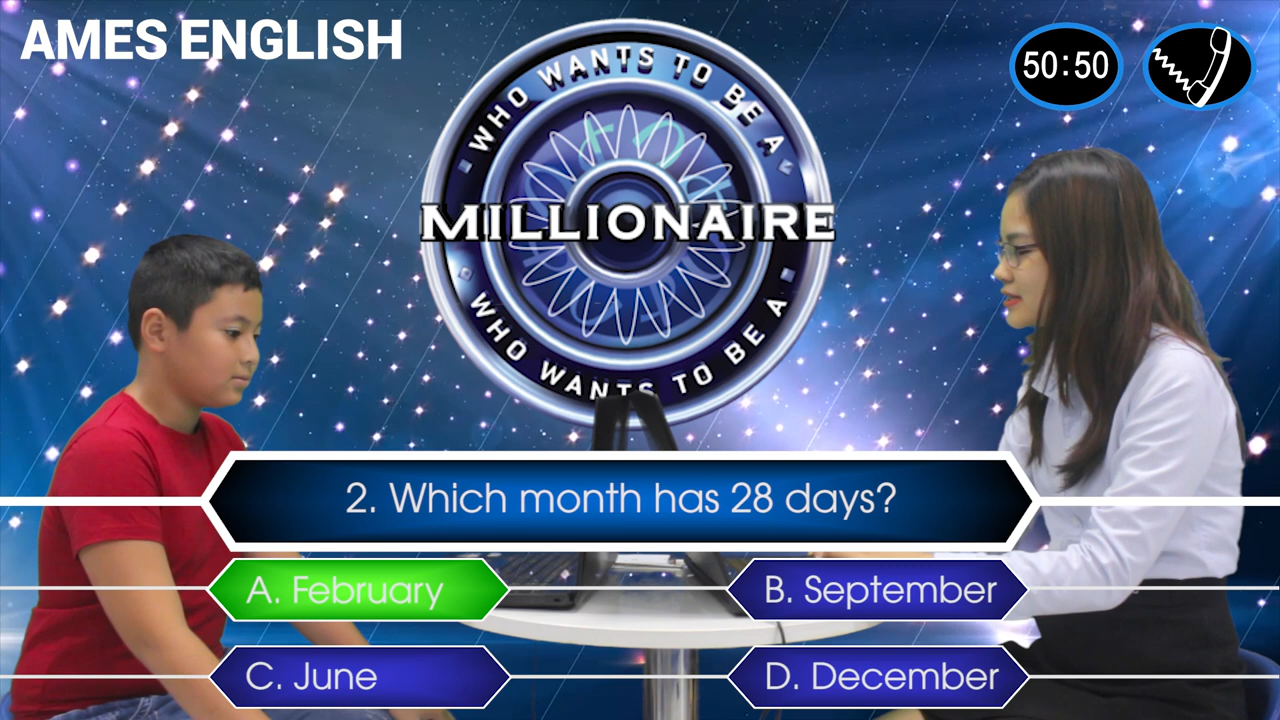 AMES ENGLISH
50:50
WHO WANTS TO BE A
MILLIONAIRE
WHO WANTS TO BE A
2. Which month has 28 days?
A. February
B. September
C. June
D. December